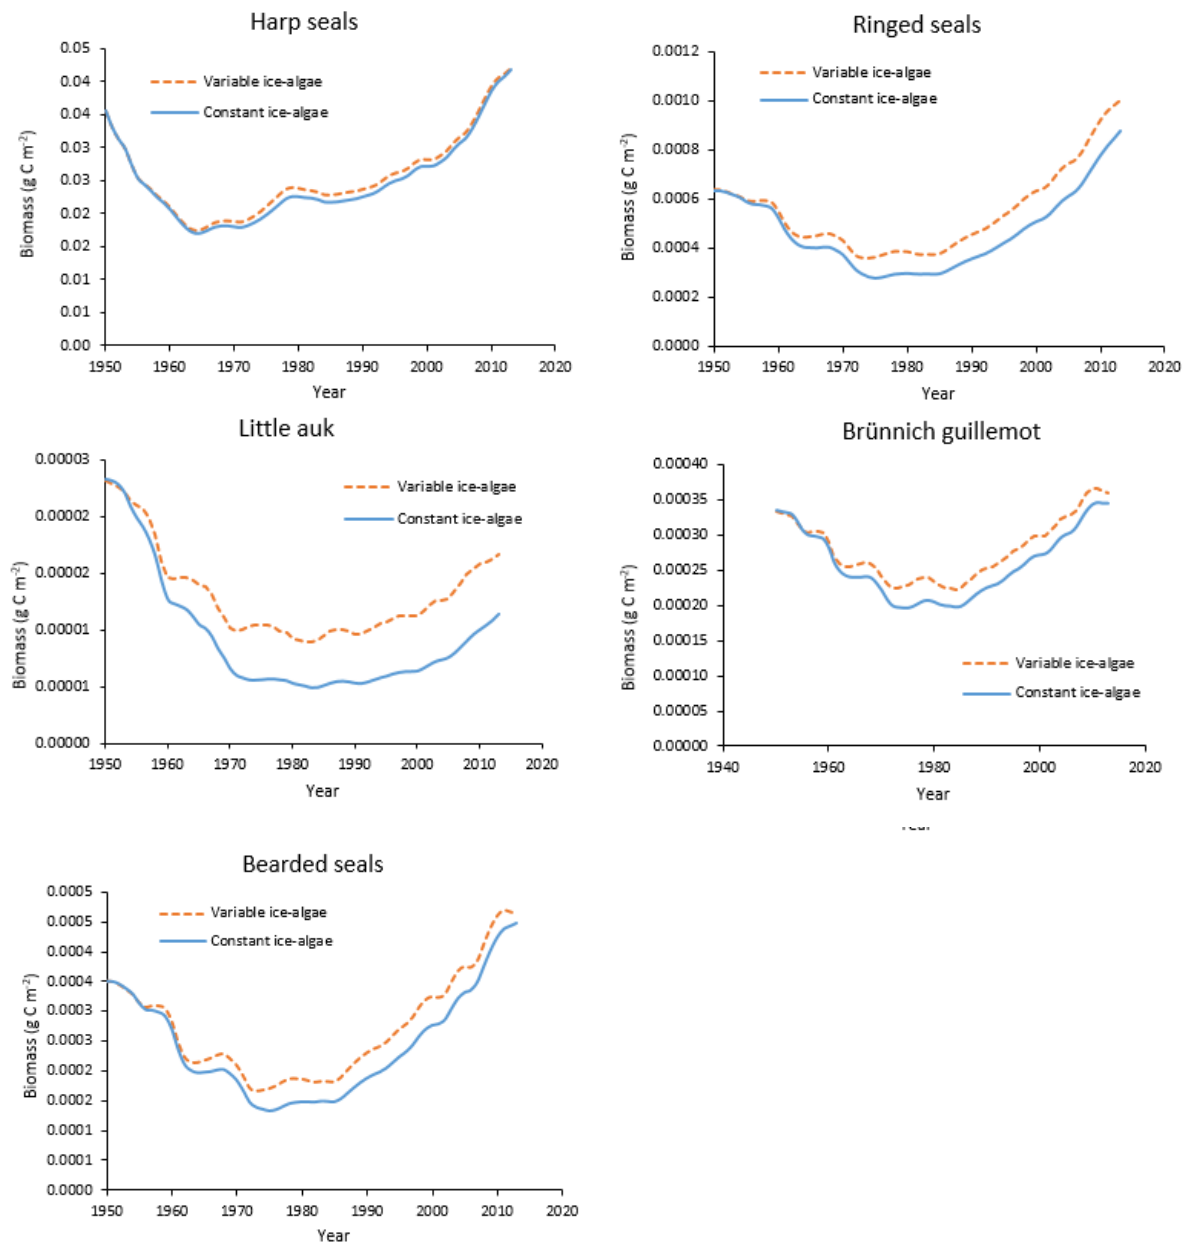 Harp seals
0.05
0.04
0.04
0.03
0.03
0.02
0.02
0.01
0.01
0.00
Biomass (g C m-2)
Variable ice-algae
Constant ice-algae
1950 1960 1970 1980 1990 2000 2010 2020
Year
Ringed seals
0.0012
0.0010
0.0008
0.0006
0.0004
0.0002
0.0000
Biomass (g C m-2)
Variable ice-algae
Constant ice-algae
1950 1960 1970 1980 1990 2000 2010 2020
Year
Little auk
0.00003
0.00002
0.00002
0.00001
0.00001
0.00000
Biomass (g C m-2)
Variable ice-algae
Constant ice-algae
1950 1960 1970 1980 1990 2000 2010 2020
Year
Brünnich guillemot
0.00040
0.00035
0.00030
0.00025
0.00020
0.00015
0.00010
0.00005
0.00000
Biomass (g C m-2)
Variable ice-algae
Constant ice-algae
1940 1960 1980 2000 2020
Year
Bearded seals
0.0005
0.0005
0.0004
0.0004
0.0003
0.0003
0.0002
0.0002
0.0001
0.0001
0.0000
Biomass (g C m-2)
Variable ice-algae
Constant ice-algae
1950 1960 1970 1980 1990 2000 2010 2020
Year